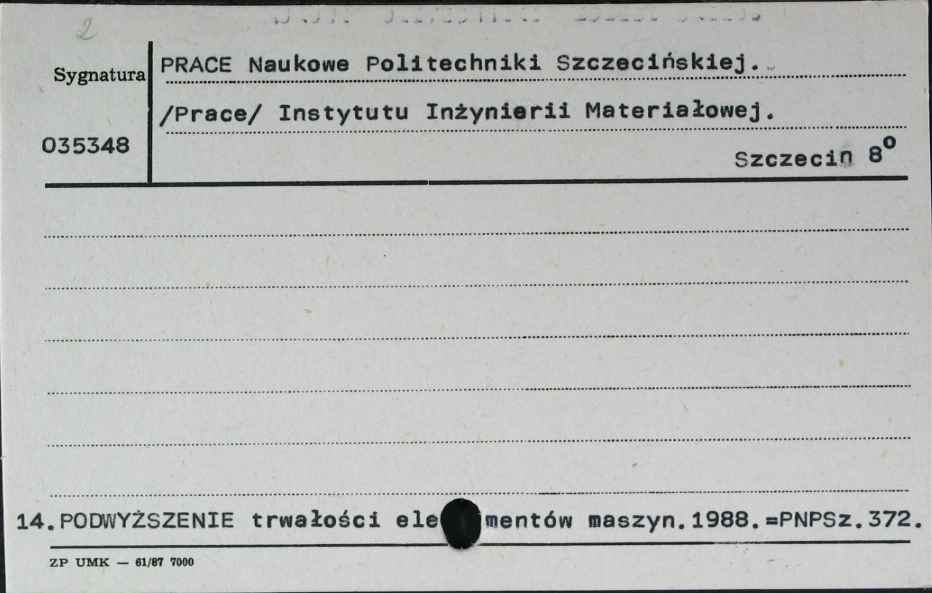 2
Sygnatura
PRACE Naukowe Politechniki Szczecińskiej.
/Prace/ Instytutu Inżynierii Materiałowej.
035348
Szczecin 8º
14.PODWYŻSZENIE trwałości ele mentów maszyn.1988.=PNPSz.372.
ZP UMK — 61/87 7000